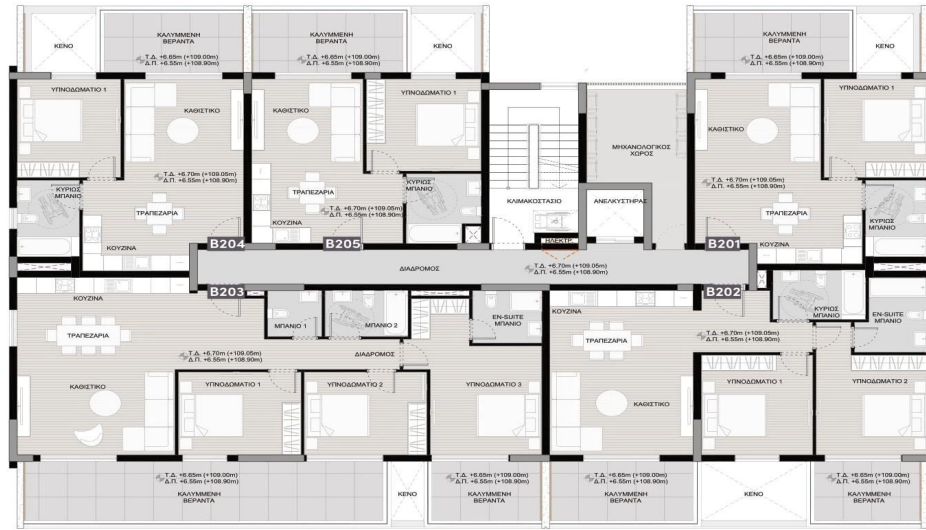 ΚΕΝΟ
ΚΑΛΥΜΜΕΝΗ
ΒΕΡΑΝΤΑ
Τ.Δ. +6.65m (+109.00m)
Δ.Π. +6.55m (+108.90m)
ΚΑΛΥΜΜΕΝΗ
ΒΕΡΑΝΤΑ
Τ.Δ. +6.65m (+109.00m)
Δ.Π. +6.55m (+108.90m)
ΚΕΝΟ
ΚΑΛΥΜΜΕΝΗ
ΒΕΡΑΝΤΑ
Τ.Δ. +6.65m (+109.00m)
Δ.Π. +6.55m (+108.90m)
ΚΕΝΟ
ΥΠΝΟΔΩΜΑΤΙΟ 1
ΚΑΘΙΣΤΙΚΟ
Τ.Δ. +6.70m (+109.05m)
Δ.Π. +6.55m (+108.90m)
ΚΥΡΙΟΣ
ΜΠΑΝΙΟ
ΤΡΑΠΕΖΑΡΙΑ
ΚΟΥΖΙΝΑ
B204
ΚΑΘΙΣΤΙΚΟ
ΥΠΝΟΔΩΜΑΤΙΟ 1
ΤΡΑΠΕΖΑΡΙΑ
ΚΥΡΙΟΣ
ΜΠΑΝΙΟ
Τ.Δ. +6.70m (+109.05m)
Δ.Π. +6.55m (+108.90m)
ΚΟΥΖΙΝΑ
B205
ΚΛΙΜΑΚΟΣΤΑΣΙΟ
ΗΛΕΚΤΡ.
ΜΗΧΑΝΟΛΟΓΙΚΟΣ
ΧΩΡΟΣ
ΑΝΕΛΚΥΣΤΗΡΑΣ
ΚΑΘΙΣΤΙΚΟ
ΥΠΝΟΔΩΜΑΤΙΟ 1
Τ.Δ. +6.70m (+109.05m)
Δ.Π. +6.55m (+108.90m)
ΤΡΑΠΕΖΑΡΙΑ
ΚΥΡΙΟΣ
ΜΠΑΝΙΟ
ΚΟΥΖΙΝΑ
B201
ΔΙΑΔΡΟΜΟΣ
Τ.Δ. +6.70m (+109.05m)
Δ.Π. +6.55m (+108.90m)
B203
ΚΟΥΖΙΝΑ
ΤΡΑΠΕΖΑΡΙΑ
ΜΠΑΝΙΟ 1
ΜΠΑΝΙΟ 2
EN-SUITE
ΜΠΑΝΙΟ
Τ.Δ. +6.70m (+109.05m)
Δ.Π. +6.55m (+108.90m)
ΔΙΑΔΡΟΜΟΣ
ΚΑΘΙΣΤΙΚΟ
ΥΠΝΟΔΩΜΑΤΙΟ 1
ΥΠΝΟΔΩΜΑΤΙΟ 2
ΥΠΝΟΔΩΜΑΤΙΟ 3
B202
ΚΟΥΖΙΝΑ
ΤΡΑΠΕΖΑΡΙΑ
ΚΥΡΙΟΣ
ΜΠΑΝΙΟ
EN-SUITE
ΜΠΑΝΙΟ
Τ.Δ. +6.70m (+109.05m)
Δ.Π. +6.55m (+108.90m)
ΚΑΘΙΣΤΙΚΟ
ΥΠΝΟΔΩΜΑΤΙΟ 1
ΥΠΝΟΔΩΜΑΤΙΟ 2
Τ.Δ. +6.65m (+109.00m)
Δ.Π. +6.55m (+108.90m)
ΚΑΛΥΜΜΕΝΗ
ΒΕΡΑΝΤΑ
ΚΕΝΟ
Τ.Δ. +6.65m (+109.00m)
Δ.Π. +6.55m (+108.90m)
ΚΑΛΥΜΜΕΝΗ
ΒΕΡΑΝΤΑ
Τ.Δ. +6.65m (+109.00m)
Δ.Π. +6.55m (+108.90m)
ΚΑΛΥΜΜΕΝΗ
ΒΕΡΑΝΤΑ
ΚΕΝΟ
Τ.Δ. +6.65m (+109.00m)
Δ.Π. +6.55m (+108.90m)
ΚΑΛΥΜΜΕΝΗ
ΒΕΡΑΝΤΑ